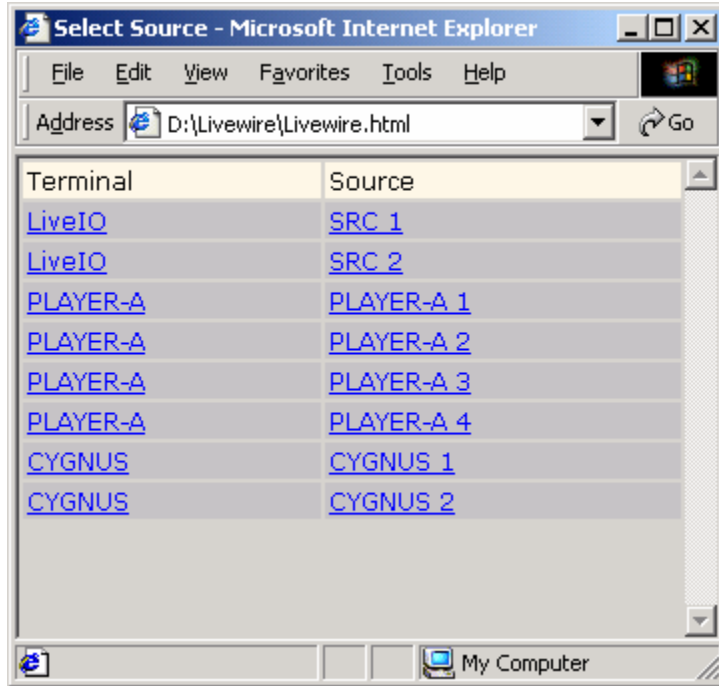 Select Source - Microsoft Internet Explorer
File Edit View Favorites Tools Help
Address D:\Livewire\Livewire.html Go
Terminal Source
LiveIO SRC 1
LiveIO SRC 2
PLAYER-A PLAYER-A 1
PLAYER-A PLAYER-A 2
PLAYER-A PLAYER-A 3
PLAYER-A PLAYER-A 4
CYGNUS CYGNUS 1
CYGNUS CYGNUS 2
My Computer